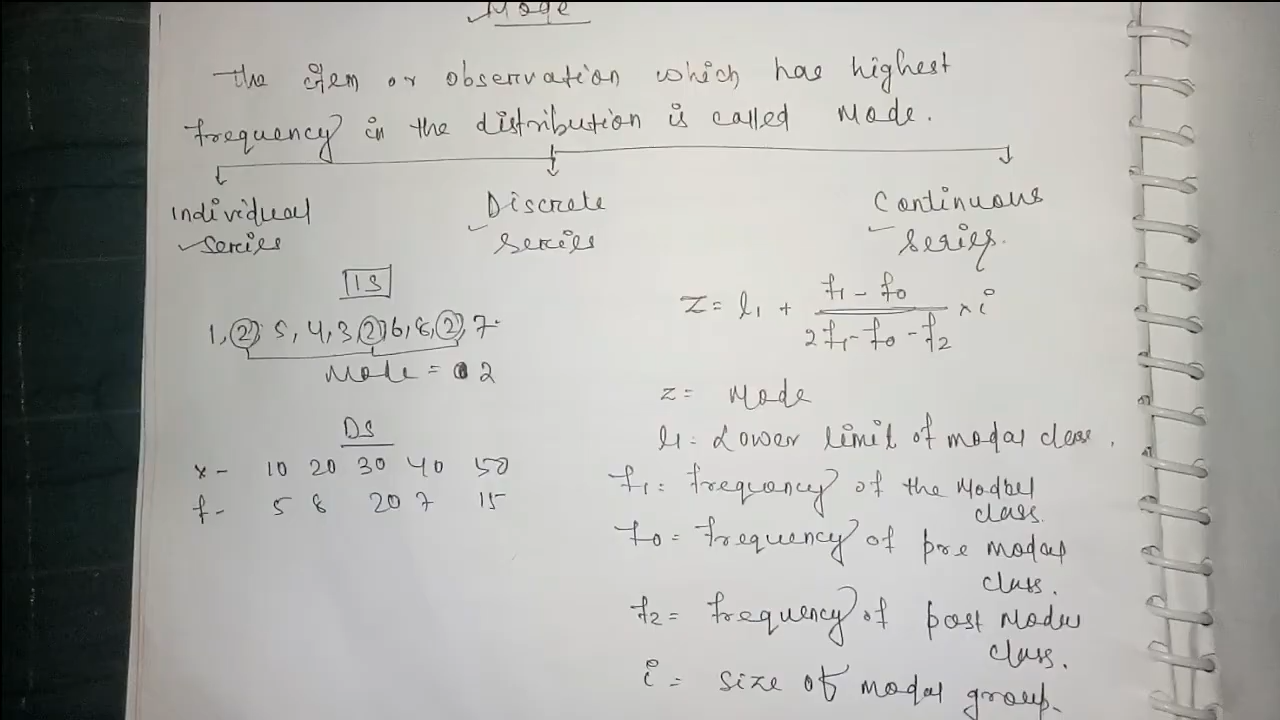 Mode
The item or observation which has highest
frequency in the distribution is called Mode.
Individual
Series
Discrete
Series
Continuous
Series.
IS
1, 2, 5, 4, 3 2, 6, 8, 2, 7
Mode = 2
DS
x - 10 20 30 40 50
f - 5 8 20 7 15
Z = l₁ + (f₁ - f₀) / (2f₁ - f₀ - f₂) × i
Z = Mode
l₁ = Lower limit of modal class.
f₁ = frequency of the Modal
class.
f₀ = frequency of pre modal
class.
f₂ = frequency of post Modal
class.
i = size of modal group.